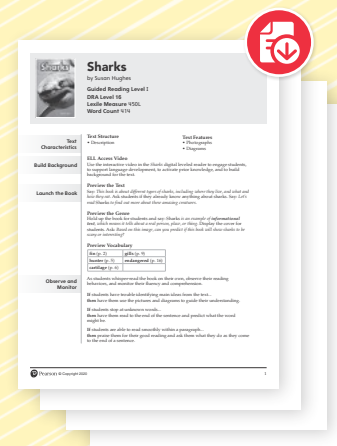 Sharks
Sharks
by Susan Hughes
Guided Reading Level I
DRA Level 16
Lexile Measure 450L
Word Count 414
Text
Characteristics
Text Structure
• Description
Text Features
• Photographs
• Diagrams
Build Background
ELL Access Video
Use the interactive video in the Sharks digital leveled reader to engage students,
to support language development, to activate prior knowledge, and to build
background for the text.
Launch the Book
Preview the Text
Say: This book is about different types of sharks, including where they live, and what and
how they eat. Ask students if they already know anything about sharks. Say: Let's
read Sharks to find out more about these amazing creatures.
Preview the Genre
Hold up the book for students and say: Sharks is an example of informational
text, which means it tells about a real person, place, or thing. Display the cover for
students. Ask: Based on this image, can you predict if this book will show sharks to be
scary or interesting?
Preview Vocabulary
fin (p. 2) gills (p. 9)
hunter (p. 5) endangered (p. 16)
cartilage (p. 6)
Observe and
Monitor
As students whisper-read the book on their own, observe their reading
behaviors, and monitor their fluency and comprehension.
If students have trouble identifying main ideas from the text...
then have them use the pictures and diagrams to guide their understanding.
If students stop at unknown words...
then have them read to the end of the sentence and predict what the word
might be.
If students are able to read smoothly within a paragraph...
then praise them for their good reading and ask them what they do as they come
to the end of a sentence.
Pearson © Copyright 2020.
1